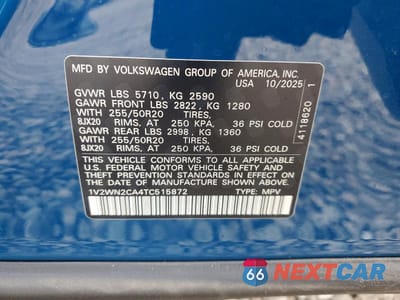 MFD BY VOLKSWAGEN GROUP OF AMERICA, INC.
USA 10/2025
GVWR LBS 5710, KG 2590
GAWR FRONT LBS 2822, KG 1280
WITH 255/50R20 TIRES,
8JX20 RIMS, AT 250 KPA, 36 PSI COLD
GAWR REAR LBS 2998, KG 1360
WITH 255/50R20 TIRES,
8JX20 RIMS, AT 250 KPA, 36 PSI COLD
THIS VEHICLE CONFORMS TO ALL APPLICABLE
U.S. FEDERAL MOTOR VEHICLE SAFETY
STANDARDS IN EFFECT ON THE
DATE OF MANUFACTURE SHOWN ABOVE
1V2WN2CA4TC515872 TYPE: MPV
4118620 1
66 NEXTCAR